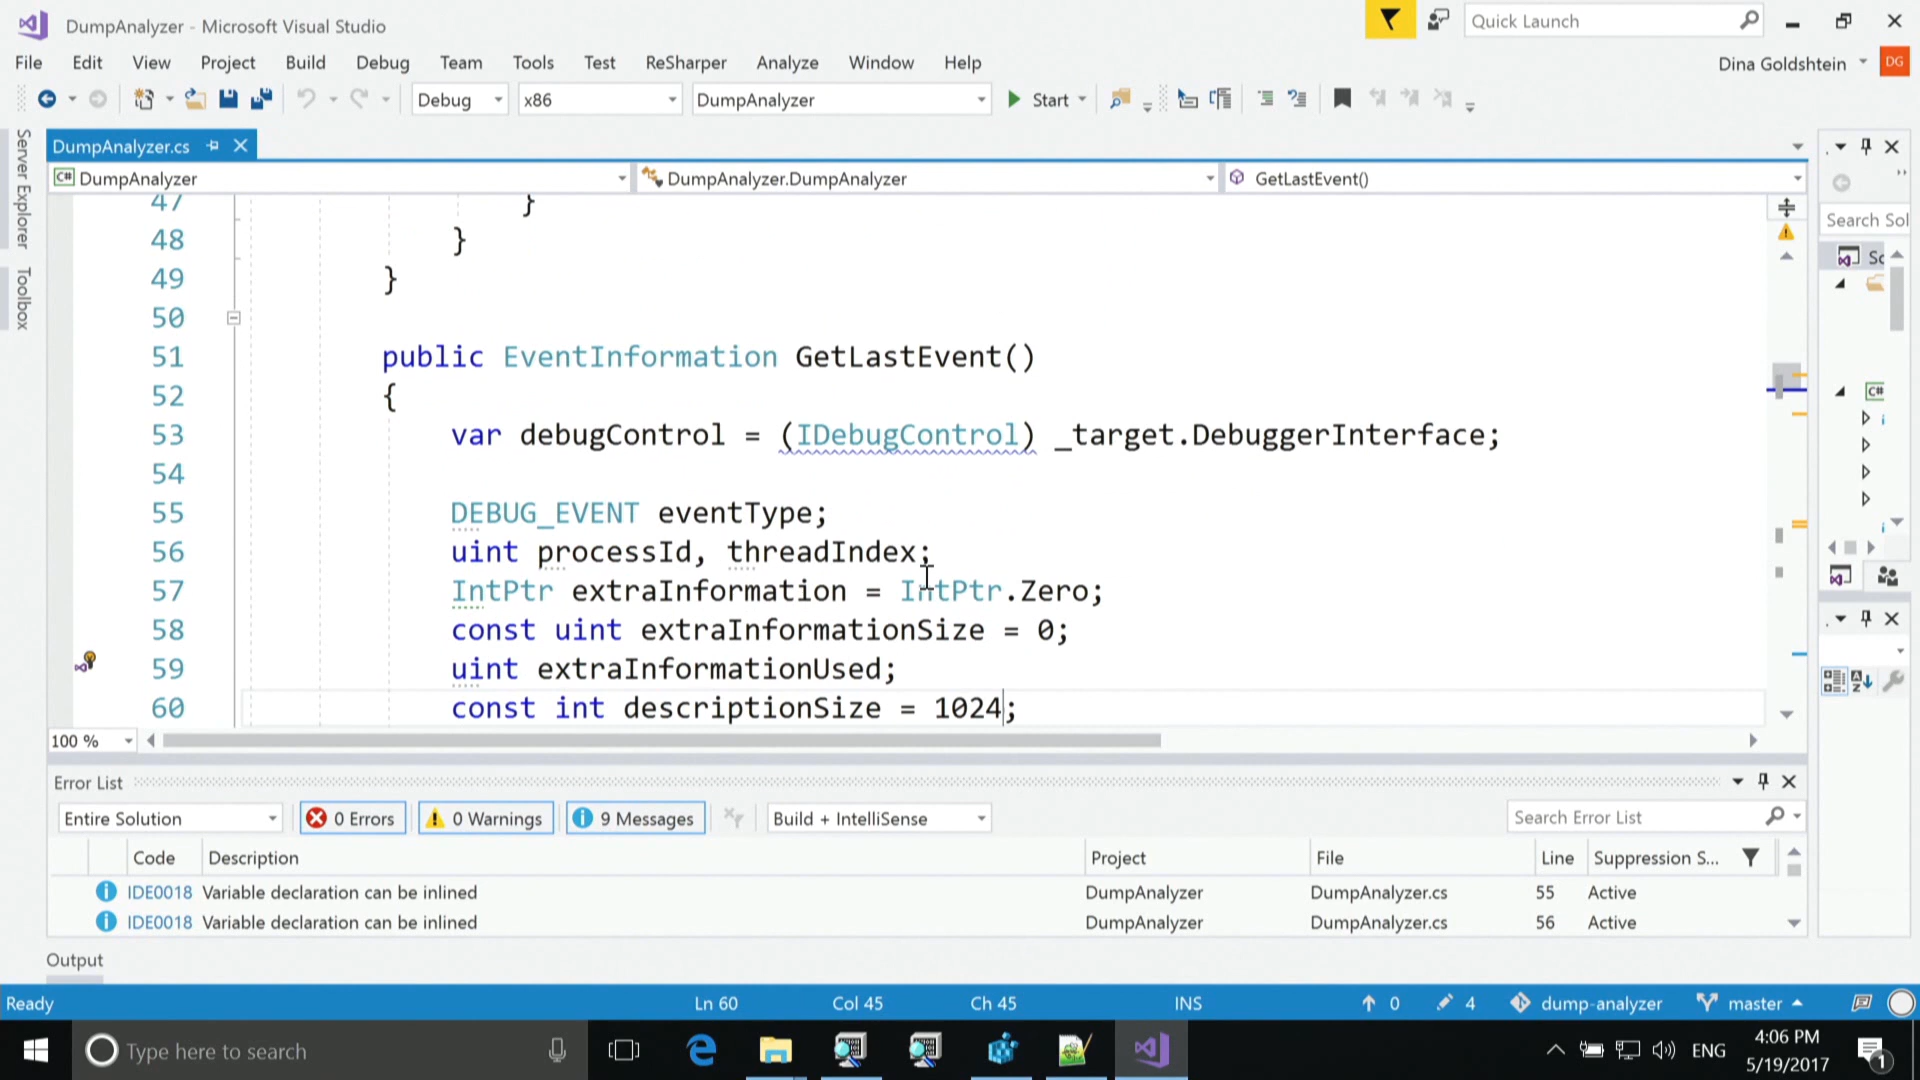 DumpAnalyzer - Microsoft Visual Studio
Quick Launch
File Edit View Project Build Debug Team Tools Test ReSharper Analyze Window Help
Dina Goldshtein DG
Debug x86 DumpAnalyzer Start
Server Explorer
Toolbox
DumpAnalyzer.cs
C# DumpAnalyzer DumpAnalyzer.DumpAnalyzer GetLastEvent()
Search Sol
47 }
48 }
49 }
50
51 public EventInformation GetLastEvent()
52 {
53 var debugControl = (IDebugControl) _target.DebuggerInterface;
54
55 DEBUG_EVENT eventType;
56 uint processId, threadIndex;
57 IntPtr extraInformation = IntPtr.Zero;
58 const uint extraInformationSize = 0;
59 uint extraInformationUsed;
60 const int descriptionSize = 1024;
C#
100 %
Error List
Entire Solution 0 Errors 0 Warnings 9 Messages Build + IntelliSense Search Error List
Code Description Project File Line Suppression S...
IDE0018 Variable declaration can be inlined DumpAnalyzer DumpAnalyzer.cs 55 Active
IDE0018 Variable declaration can be inlined DumpAnalyzer DumpAnalyzer.cs 56 Active
Output
Ready Ln 60 Col 45 Ch 45 INS 0 4 dump-analyzer master
Type here to search
ENG
4:06 PM
5/19/2017
1